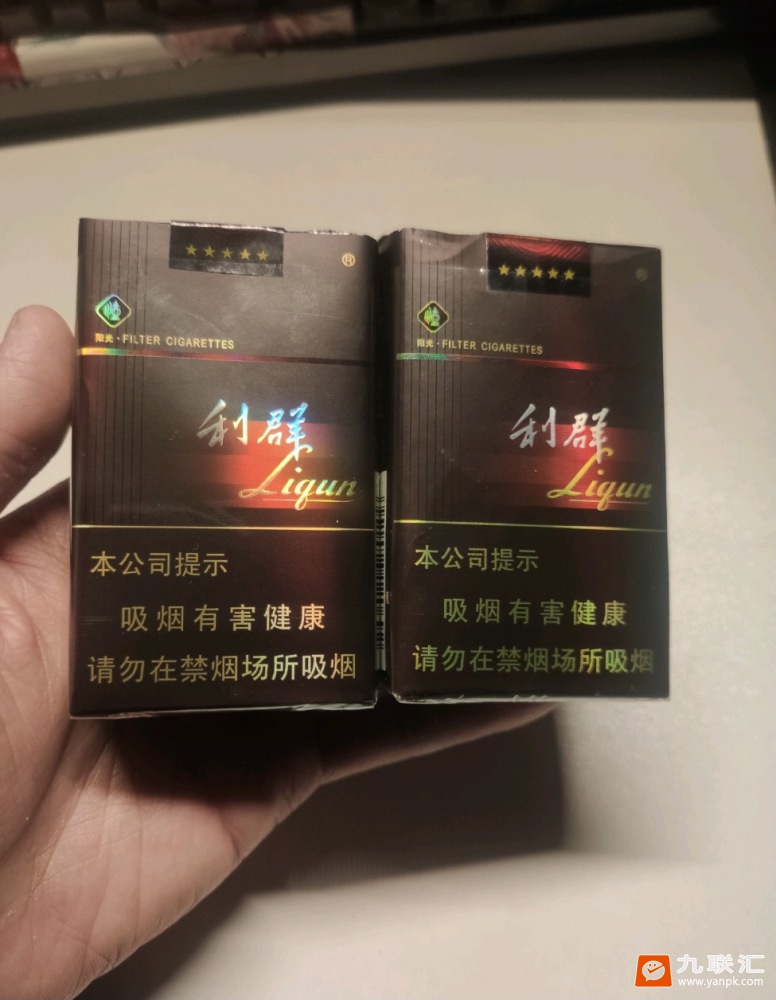 ®
阳光·FILTER CIGARETTES
利群
Liqun
本公司提示
吸烟有害健康
请勿在禁烟场所吸烟
®
阳光·FILTER CIGARETTES
利群
Liqun
本公司提示
吸烟有害健康
请勿在禁烟场所吸烟
九联汇
www.yanpk.com